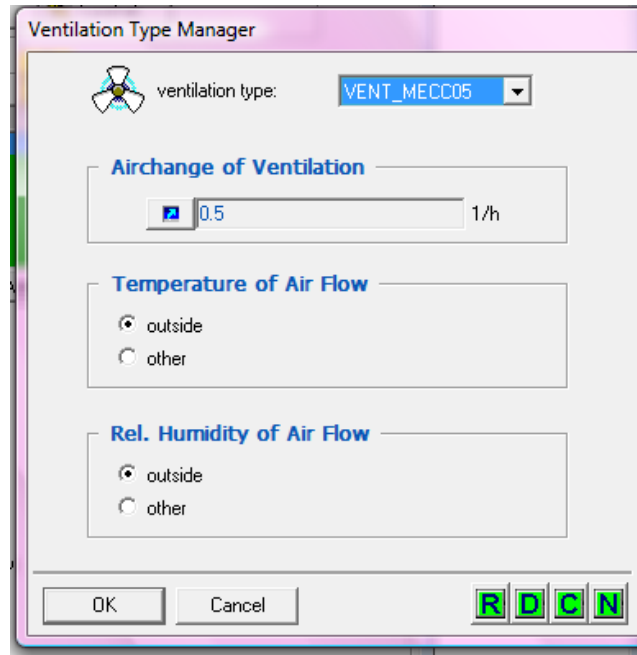 Ventilation Type Manager
ventilation type: VENT_MECC05
Airchange of Ventilation
0.5 1/h
Temperature of Air Flow
outside
other
Rel. Humidity of Air Flow
outside
other
OK Cancel R D C N